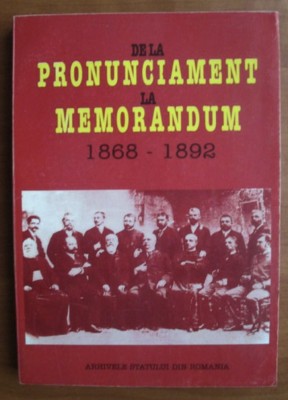 DE LA
PRONUNCIAMENT
LA
MEMORANDUM
1868 - 1892
ARHIVELE STATULUI DIN ROMANIA